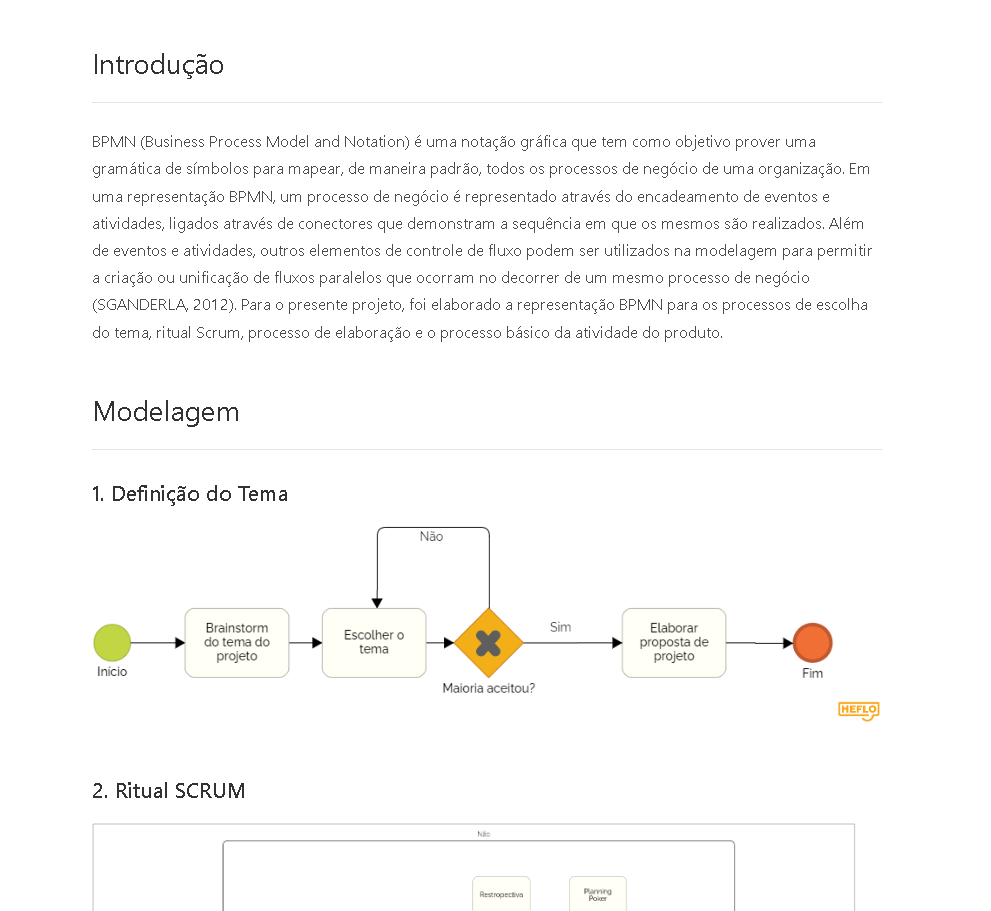 Introdução
BPMN (Business Process Model and Notation) é uma notação gráfica que tem como objetivo prover uma
gramática de símbolos para mapear, de maneira padrão, todos os processos de negócio de uma organização. Em
uma representação BPMN, um processo de negócio é representado através do encadeamento de eventos e
atividades, ligados através de conectores que demonstram a sequência em que os mesmos são realizados. Além
de eventos e atividades, outros elementos de controle de fluxo podem ser utilizados na modelagem para permitir
a criação ou unificação de fluxos paralelos que ocorram no decorrer de um mesmo processo de negócio
(SGANDERLA, 2012). Para o presente projeto, foi elaborado a representação BPMN para os processos de escolha
do tema, ritual Scrum, processo de elaboração e o processo básico da atividade do produto.
Modelagem
1. Definição do Tema
Não
Início
Brainstorm
do tema do
projeto
Escolher o
tema
Maioria aceitou?
Sim
Elaborar
proposta de
projeto
Fim
HEFLO
2. Ritual SCRUM
Não
Restropectiva
Planning
Poker